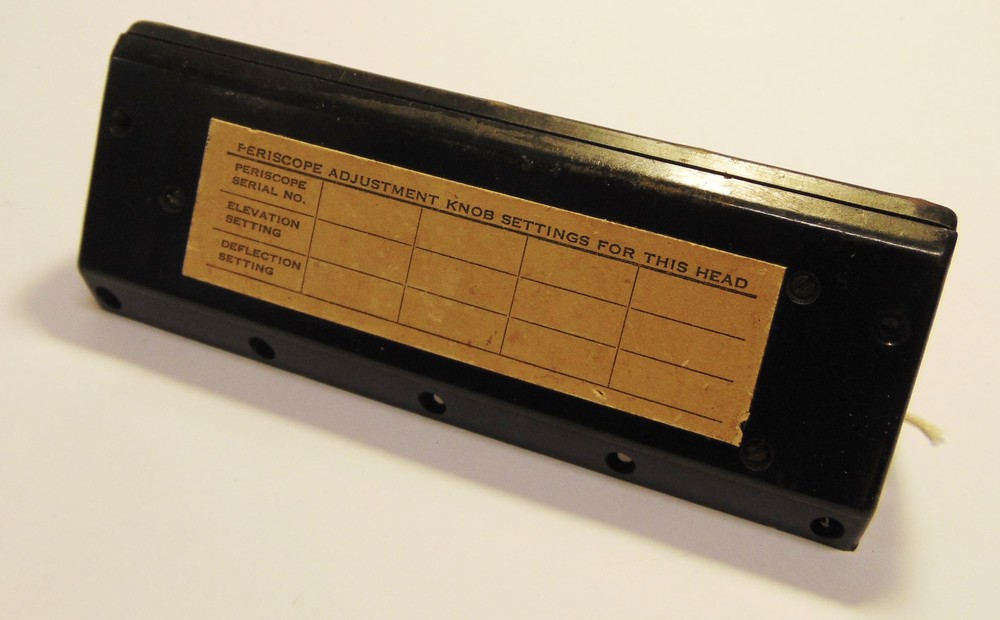 PERISCOPE ADJUSTMENT KNOB SETTINGS FOR THIS HEAD
PERISCOPE
SERIAL NO.
ELEVATION
SETTING
DEFLECTION
SETTING